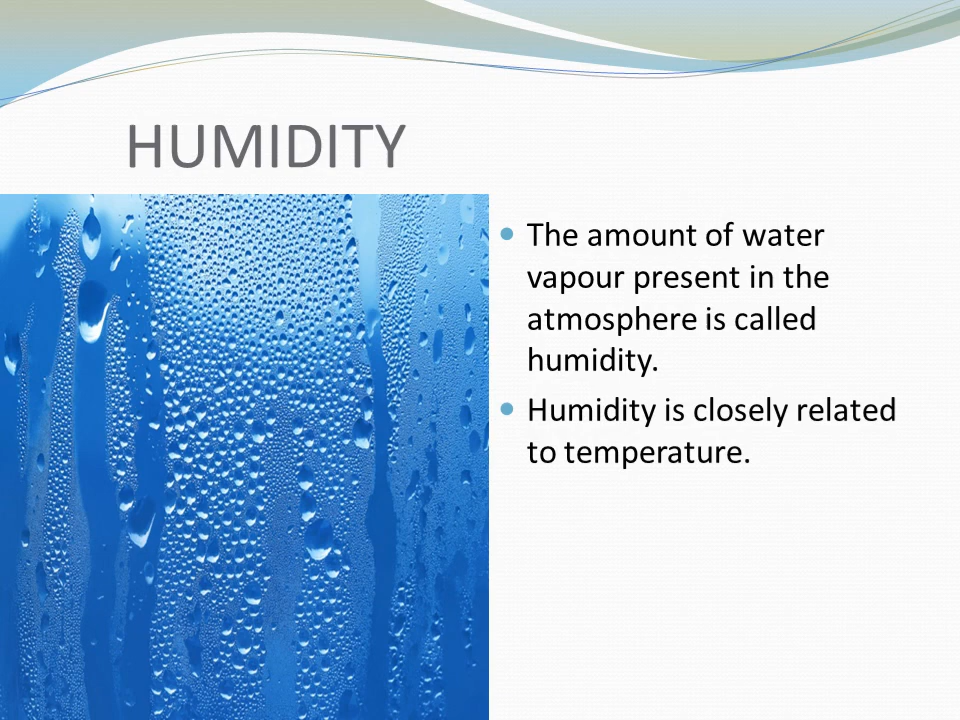 HUMIDITY
• The amount of water
vapour present in the
atmosphere is called
humidity.
• Humidity is closely related
to temperature.